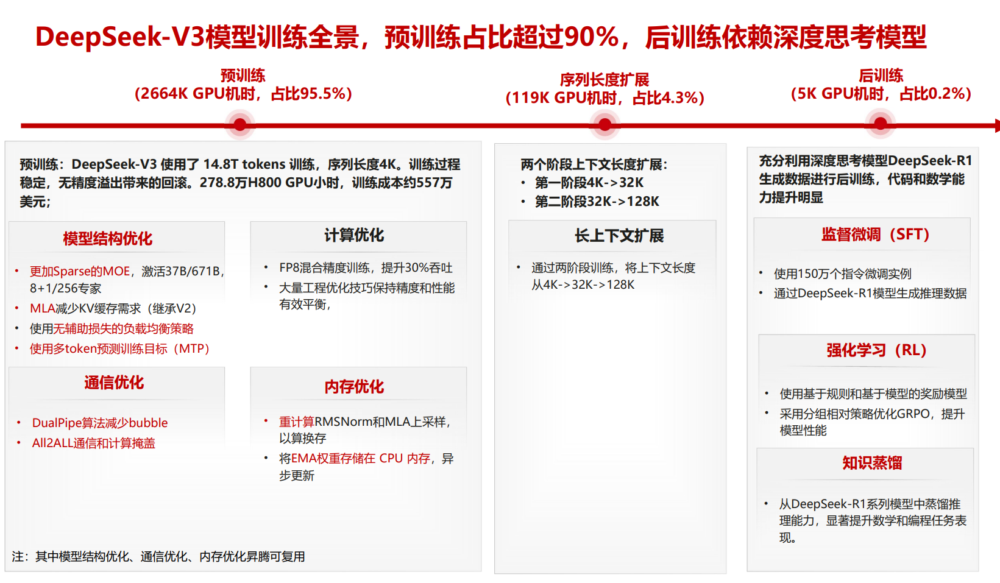 DeepSeek-V3模型训练全景，预训练占比超过90%，后训练依赖深度思考模型
预训练
（2664K GPU机时，占比95.5%）
序列长度扩展
（119K GPU机时，占比4.3%）
后训练
（5K GPU机时，占比0.2%）
预训练：DeepSeek-V3 使用了 14.8T tokens 训练，序列长度4K。训练过程
稳定，无精度溢出带来的回滚。278.8万H800 GPU小时，训练成本约557万
美元；
模型结构优化
• 更加Sparse的MOE，激活37B/671B，
8+1/256专家
• MLA减少KV缓存需求（继承V2）
• 使用无辅助损失的负载均衡策略
• 使用多token预测训练目标（MTP）
计算优化
• FP8混合精度训练，提升30%吞吐
• 大量工程优化技巧保持精度和性能
有效平衡，
通信优化
• DualPipe算法减少bubble
• All2ALL通信和计算掩盖
内存优化
• 重计算RMSNorm和MLA上采样，
以算换存
• 将EMA权重存储在 CPU 内存，异
步更新
注：其中模型结构优化、通信优化、内存优化昇腾可复用
两个阶段上下文长度扩展：
• 第一阶段4K->32K
• 第二阶段32K->128K
长上下文扩展
• 通过两阶段训练，将上下文长度
从4K->32K->128K
充分利用深度思考模型DeepSeek-R1
生成数据进行后训练，代码和数学能
力提升明显
监督微调（SFT）
• 使用150万个指令微调实例
• 通过DeepSeek-R1模型生成推理数据
强化学习（RL）
• 使用基于规则和基于模型的奖励模型
• 采用分组相对策略优化GRPO，提升
模型性能
知识蒸馏
• 从DeepSeek-R1系列模型中蒸馏推
理能力，显著提升数学和编程任务表
现。